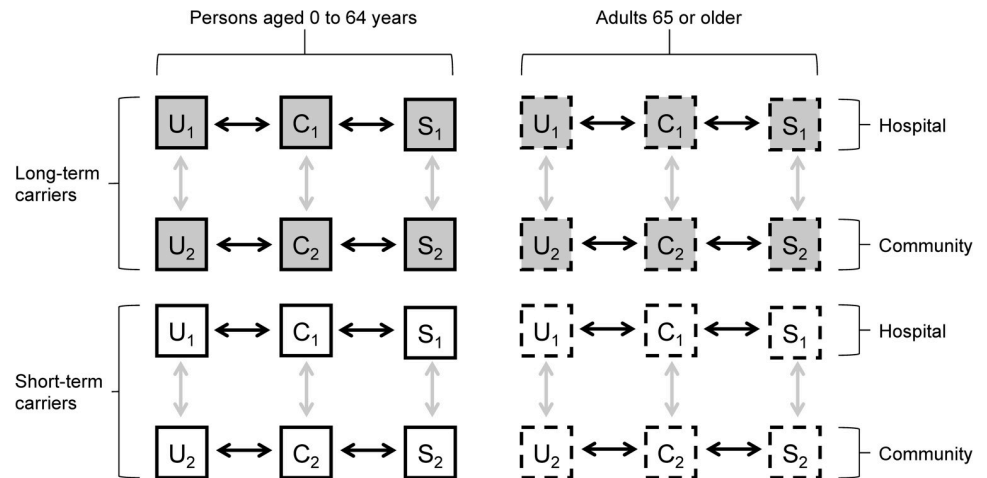 Persons aged 0 to 64 years Adults 65 or older
U₁ C₁ S₁ U₁ C₁ S₁ Hospital
Long-term
carriers
U₂ C₂ S₂ U₂ C₂ S₂ Community
U₁ C₁ S₁ U₁ C₁ S₁ Hospital
Short-term
carriers
U₂ C₂ S₂ U₂ C₂ S₂ Community